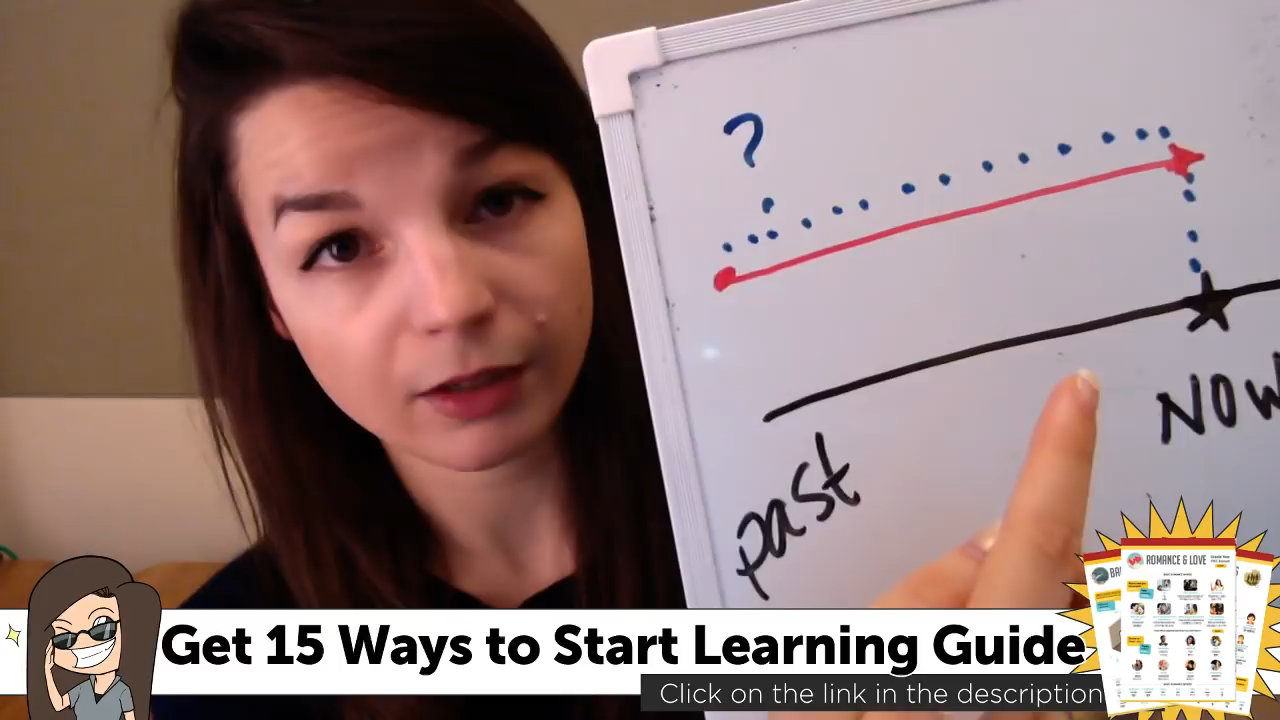 ?
past
NOW
Get 15 Ways to Start Learning Guide
Click on the link in the description
ROMANCE & LOVE